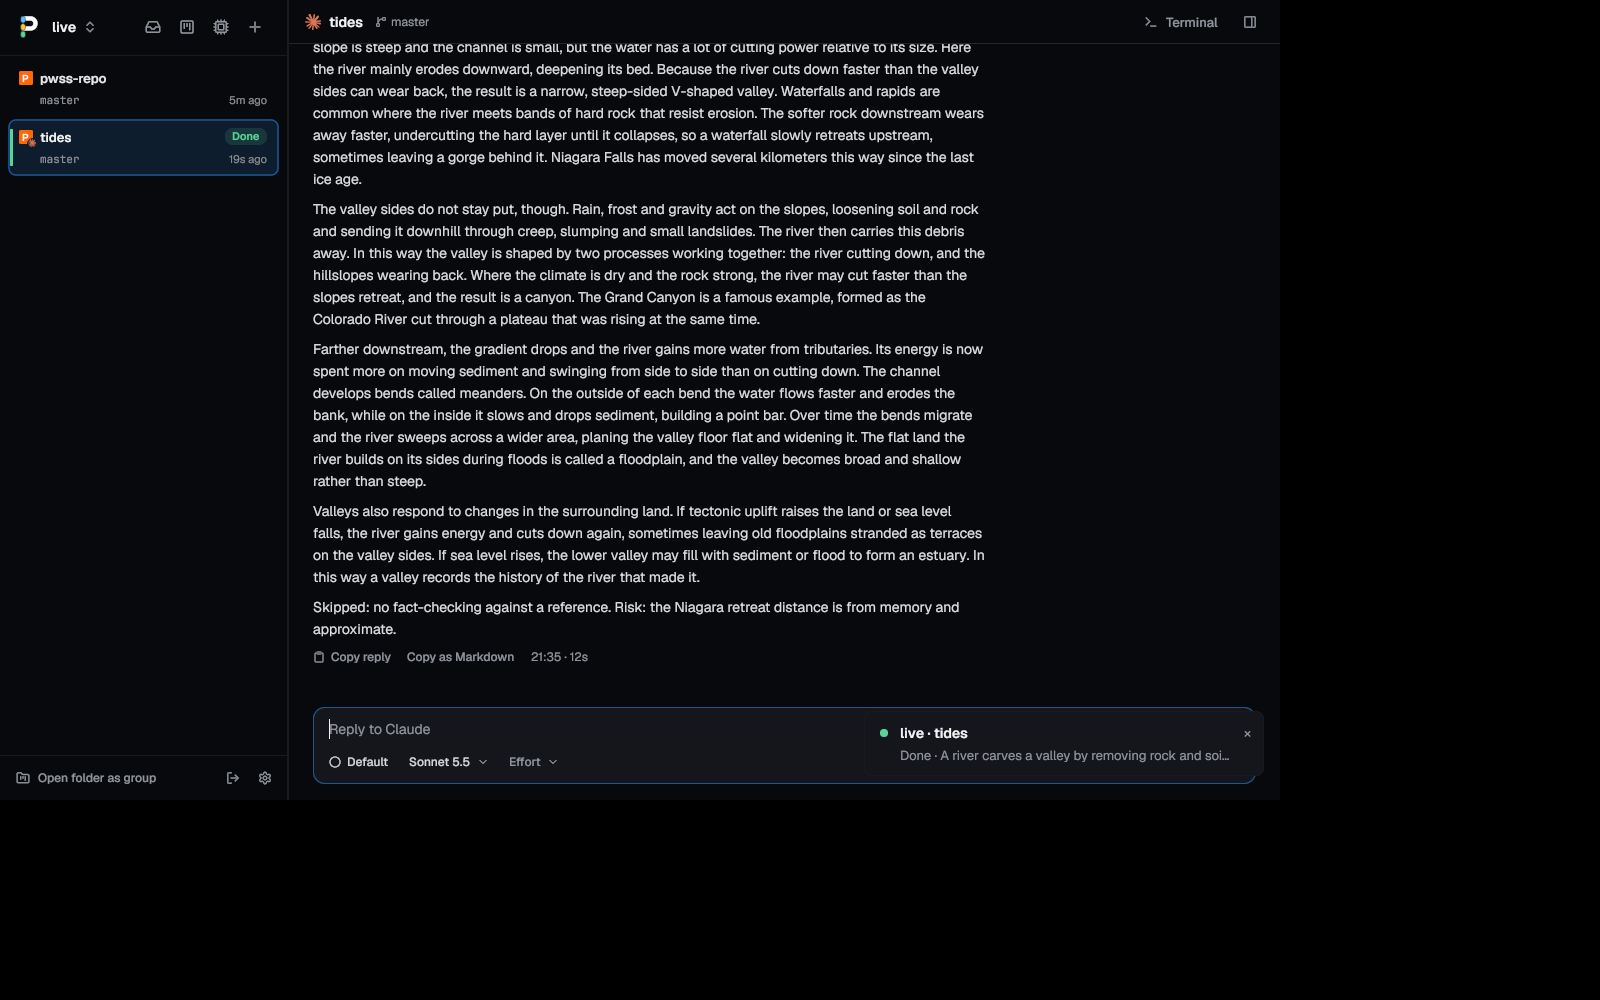 live
pwss-repo
master
5m ago
tides
Done
master
19s ago
Open folder as group
tides
master
Terminal
slope is steep and the channel is small, but the water has a lot of cutting power relative to its size. Here
the river mainly erodes downward, deepening its bed. Because the river cuts down faster than the valley
sides can wear back, the result is a narrow, steep-sided V-shaped valley. Waterfalls and rapids are
common where the river meets bands of hard rock that resist erosion. The softer rock downstream wears
away faster, undercutting the hard layer until it collapses, so a waterfall slowly retreats upstream,
sometimes leaving a gorge behind it. Niagara Falls has moved several kilometers this way since the last
ice age.
The valley sides do not stay put, though. Rain, frost and gravity act on the slopes, loosening soil and rock
and sending it downhill through creep, slumping and small landslides. The river then carries this debris
away. In this way the valley is shaped by two processes working together: the river cutting down, and the
hillslopes wearing back. Where the climate is dry and the rock strong, the river may cut faster than the
slopes retreat, and the result is a canyon. The Grand Canyon is a famous example, formed as the
Colorado River cut through a plateau that was rising at the same time.
Farther downstream, the gradient drops and the river gains more water from tributaries. Its energy is now
spent more on moving sediment and swinging from side to side than on cutting down. The channel
develops bends called meanders. On the outside of each bend the water flows faster and erodes the
bank, while on the inside it slows and drops sediment, building a point bar. Over time the bends migrate
and the river sweeps across a wider area, planing the valley floor flat and widening it. The flat land the
river builds on its sides during floods is called a floodplain, and the valley becomes broad and shallow
rather than steep.
Valleys also respond to changes in the surrounding land. If tectonic uplift raises the land or sea level
falls, the river gains energy and cuts down again, sometimes leaving old floodplains stranded as terraces
on the valley sides. If sea level rises, the lower valley may fill with sediment or flood to form an estuary. In
this way a valley records the history of the river that made it.
Skipped: no fact-checking against a reference. Risk: the Niagara retreat distance is from memory and
approximate.
Copy reply
Copy as Markdown
21:35 · 12s
Reply to Claude
Default
Sonnet 5.5
Effort
live · tides
Done · A river carves a valley by removing rock and soi...